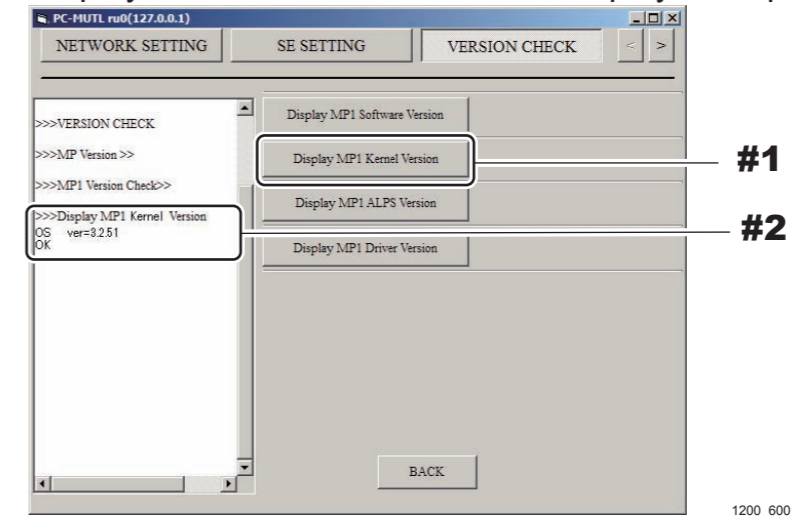 PC-MUTL ru0(127.0.0.1)
NETWORK SETTING
SE SETTING
VERSION CHECK
<
>
>>>VERSION CHECK
>>>MP Version >>
>>>MP1 Version Check>>
>>>Display MP1 Kernel Version
OS ver=3.2.51
OK
Display MP1 Software Version
Display MP1 Kernel Version
Display MP1 ALPS Version
Display MP1 Driver Version
BACK
#1
#2
1200_600